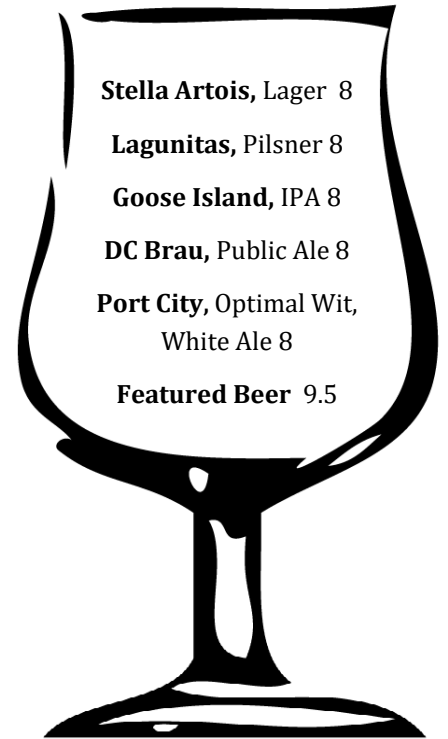 Stella Artois, Lager 8
Lagunitas, Pilsner 8
Goose Island, IPA 8
DC Brau, Public Ale 8
Port City, Optimal Wit,
White Ale 8
Featured Beer 9.5